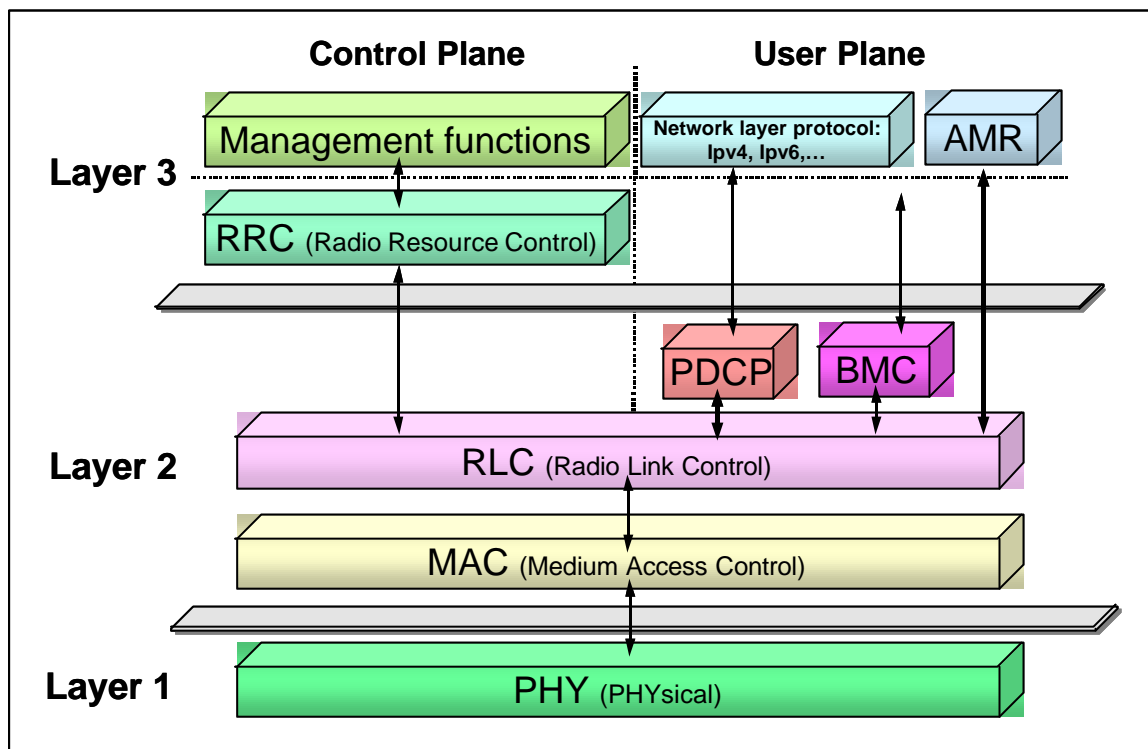 Control Plane
User Plane
Management functions
Network layer protocol:
Ipv4, Ipv6,...
AMR
Layer 3
RRC (Radio Resource Control)
PDCP
BMC
Layer 2
RLC (Radio Link Control)
MAC (Medium Access Control)
Layer 1
PHY (PHYsical)